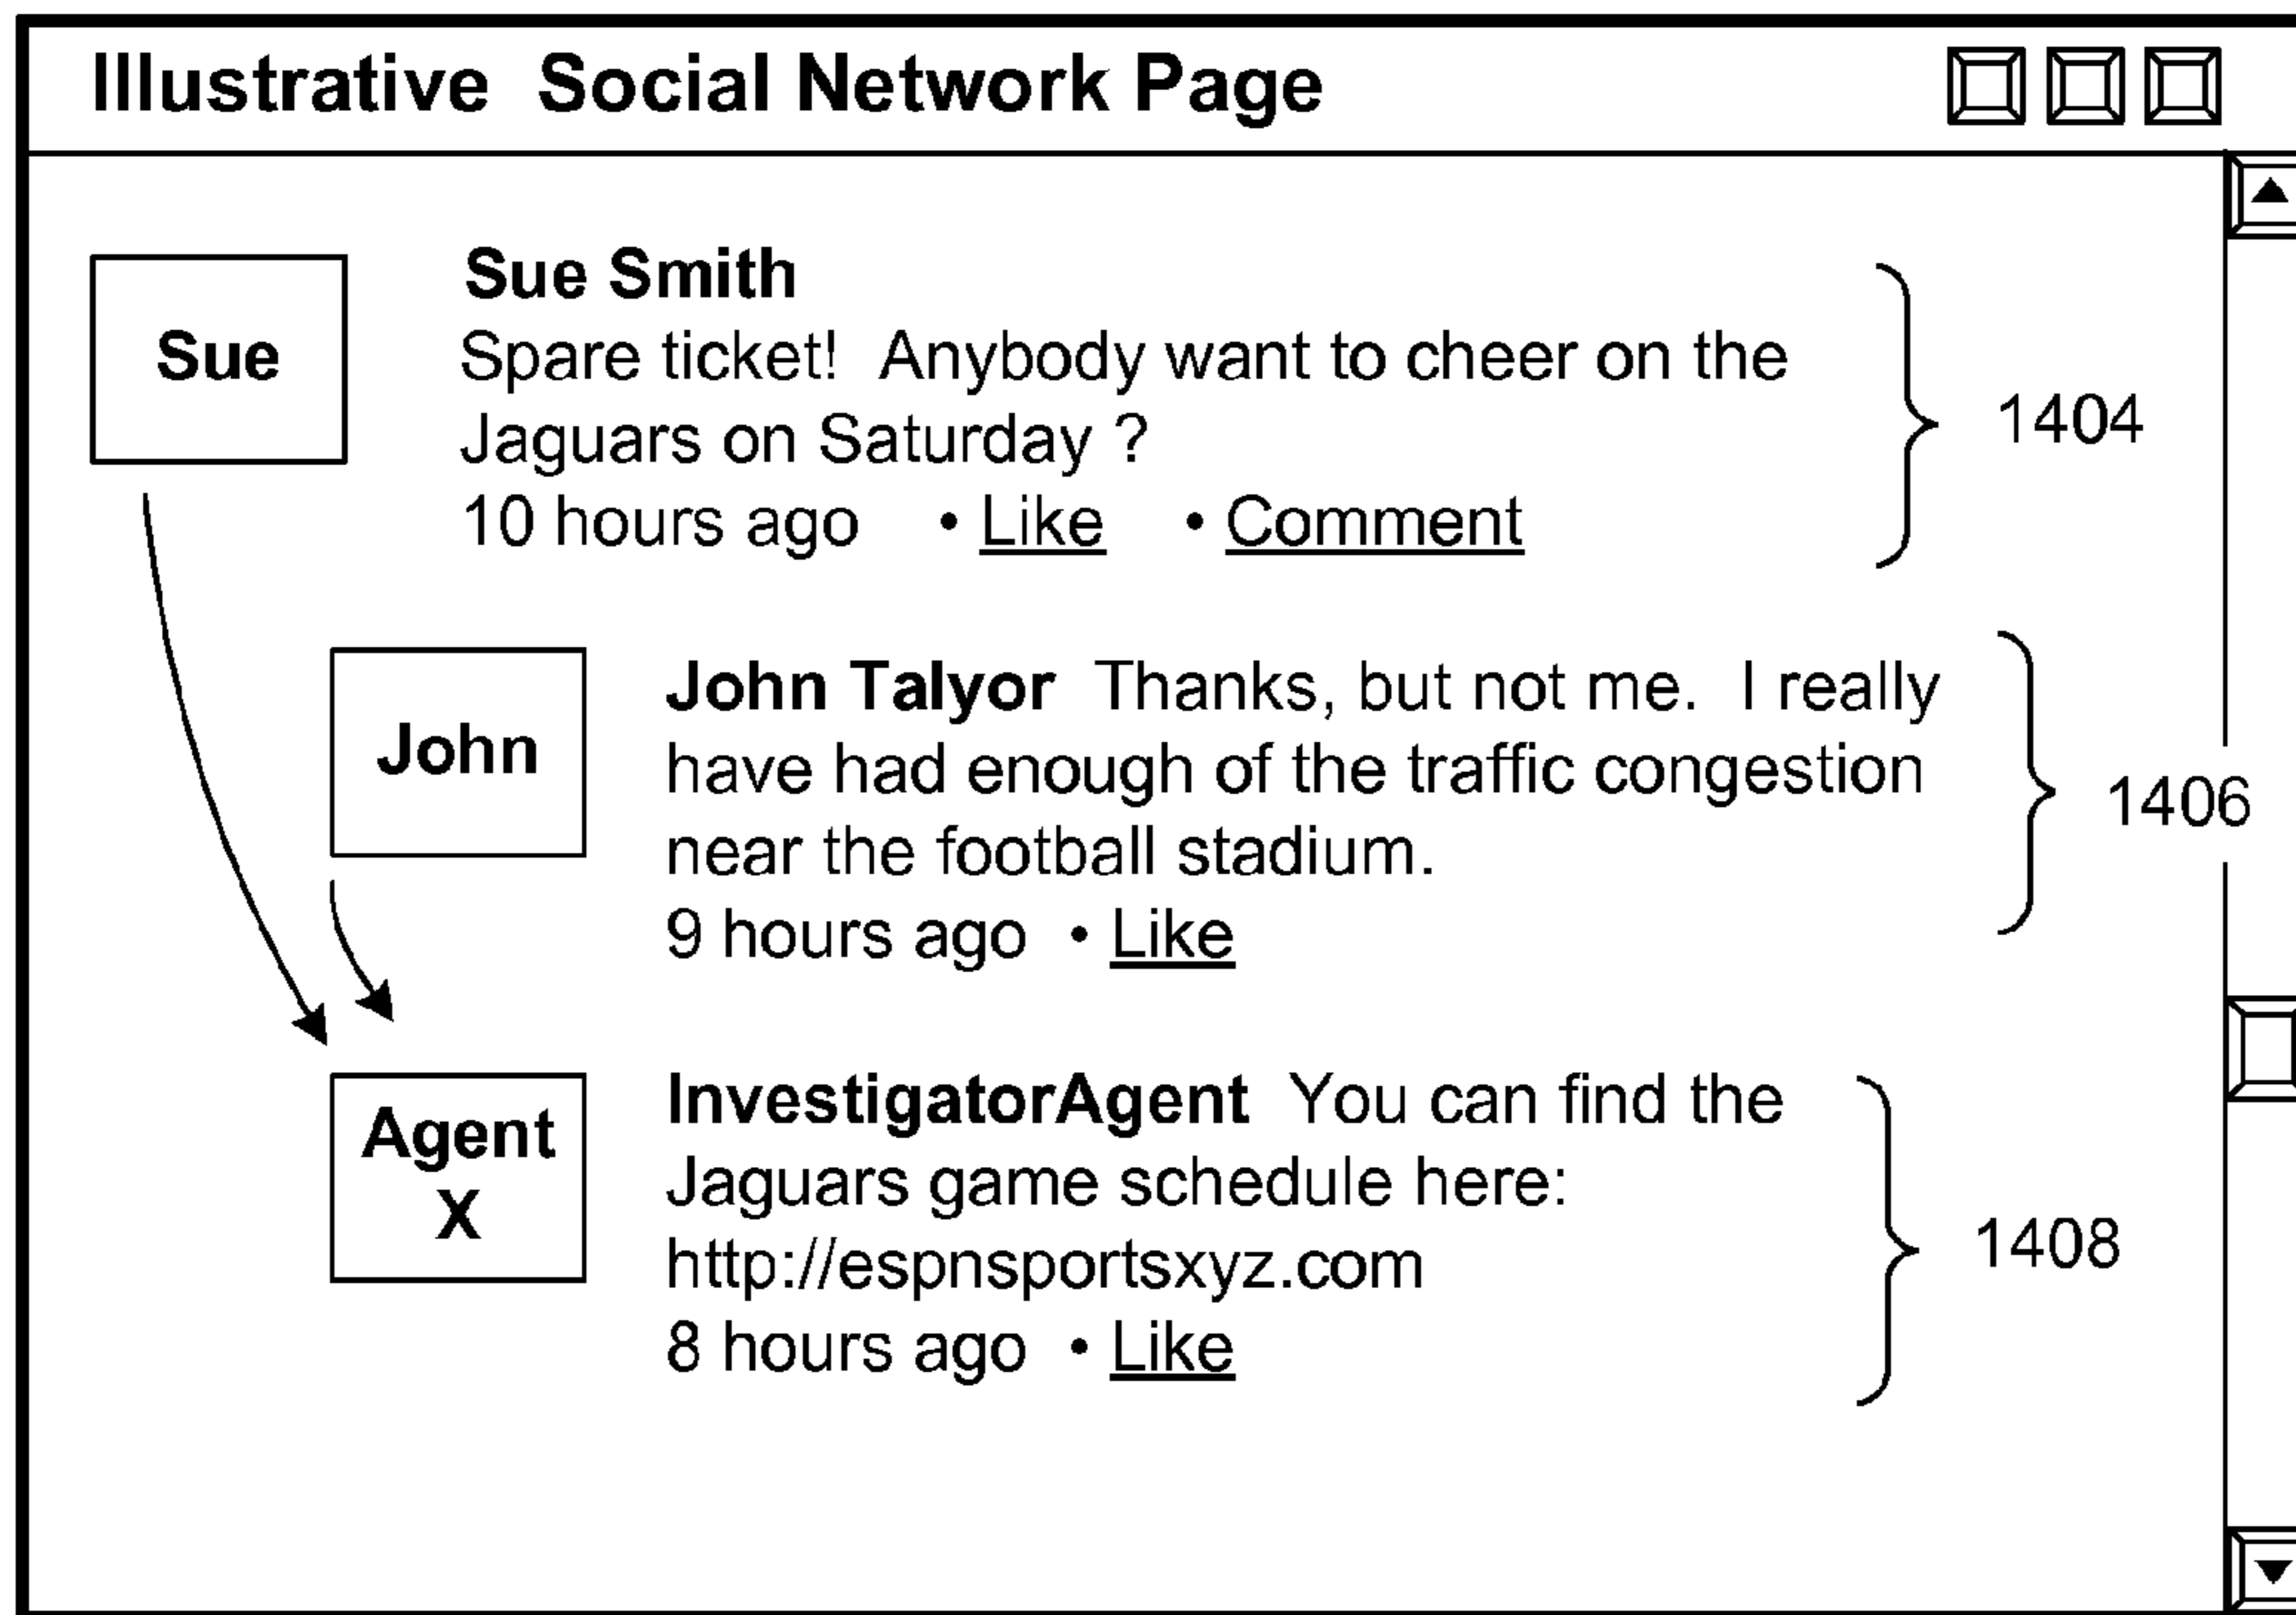 Illustrative Social Network Page
Sue
Sue Smith
Spare ticket! Anybody want to cheer on the
Jaguars on Saturday ?
10 hours ago • Like • Comment
1404
John
John Talyor Thanks, but not me. I really
have had enough of the traffic congestion
near the football stadium.
9 hours ago • Like
1406
Agent
X
InvestigatorAgent You can find the
Jaguars game schedule here:
http://espnsportsxyz.com
8 hours ago • Like
1408